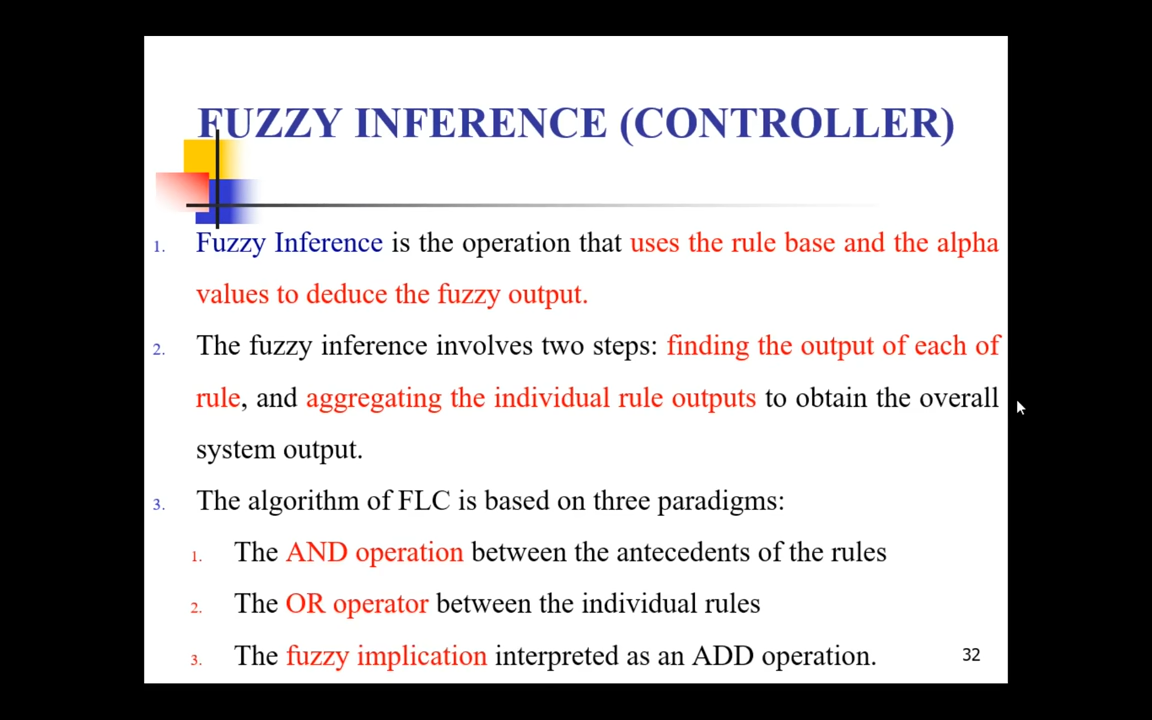 FUZZY INFERENCE (CONTROLLER)
1. Fuzzy Inference is the operation that uses the rule base and the alpha
values to deduce the fuzzy output.
2. The fuzzy inference involves two steps: finding the output of each of
rule, and aggregating the individual rule outputs to obtain the overall
system output.
3. The algorithm of FLC is based on three paradigms:
1. The AND operation between the antecedents of the rules
2. The OR operator between the individual rules
3. The fuzzy implication interpreted as an ADD operation.
32